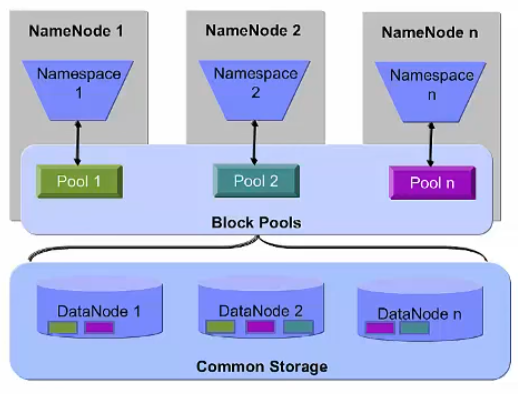 NameNode 1
NameNode 2
NameNode n
Namespace
1
Namespace
2
Namespace
n
Pool 1
Pool 2
Pool n
Block Pools
DataNode 1
DataNode 2
DataNode n
Common Storage